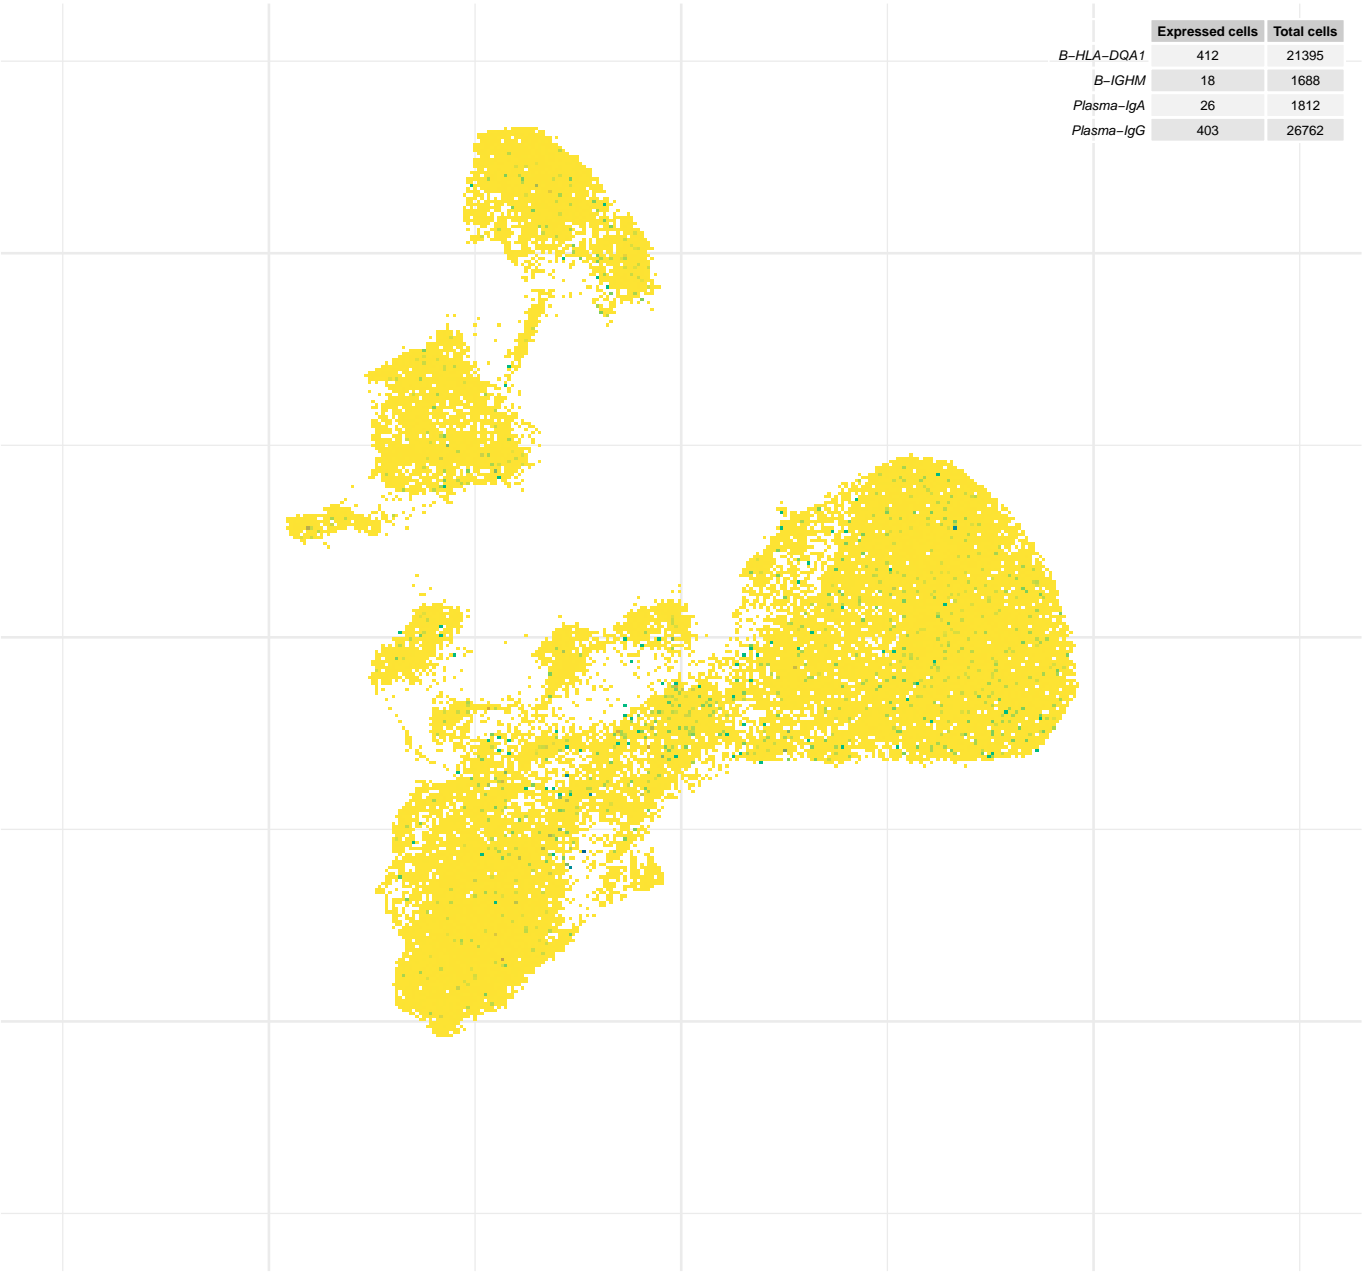 Expressed cells Total cells
B−HLA−DQA1 412 21395
B−IGHM 18 1688
Plasma−IgA 26 1812
Plasma−IgG 403 26762